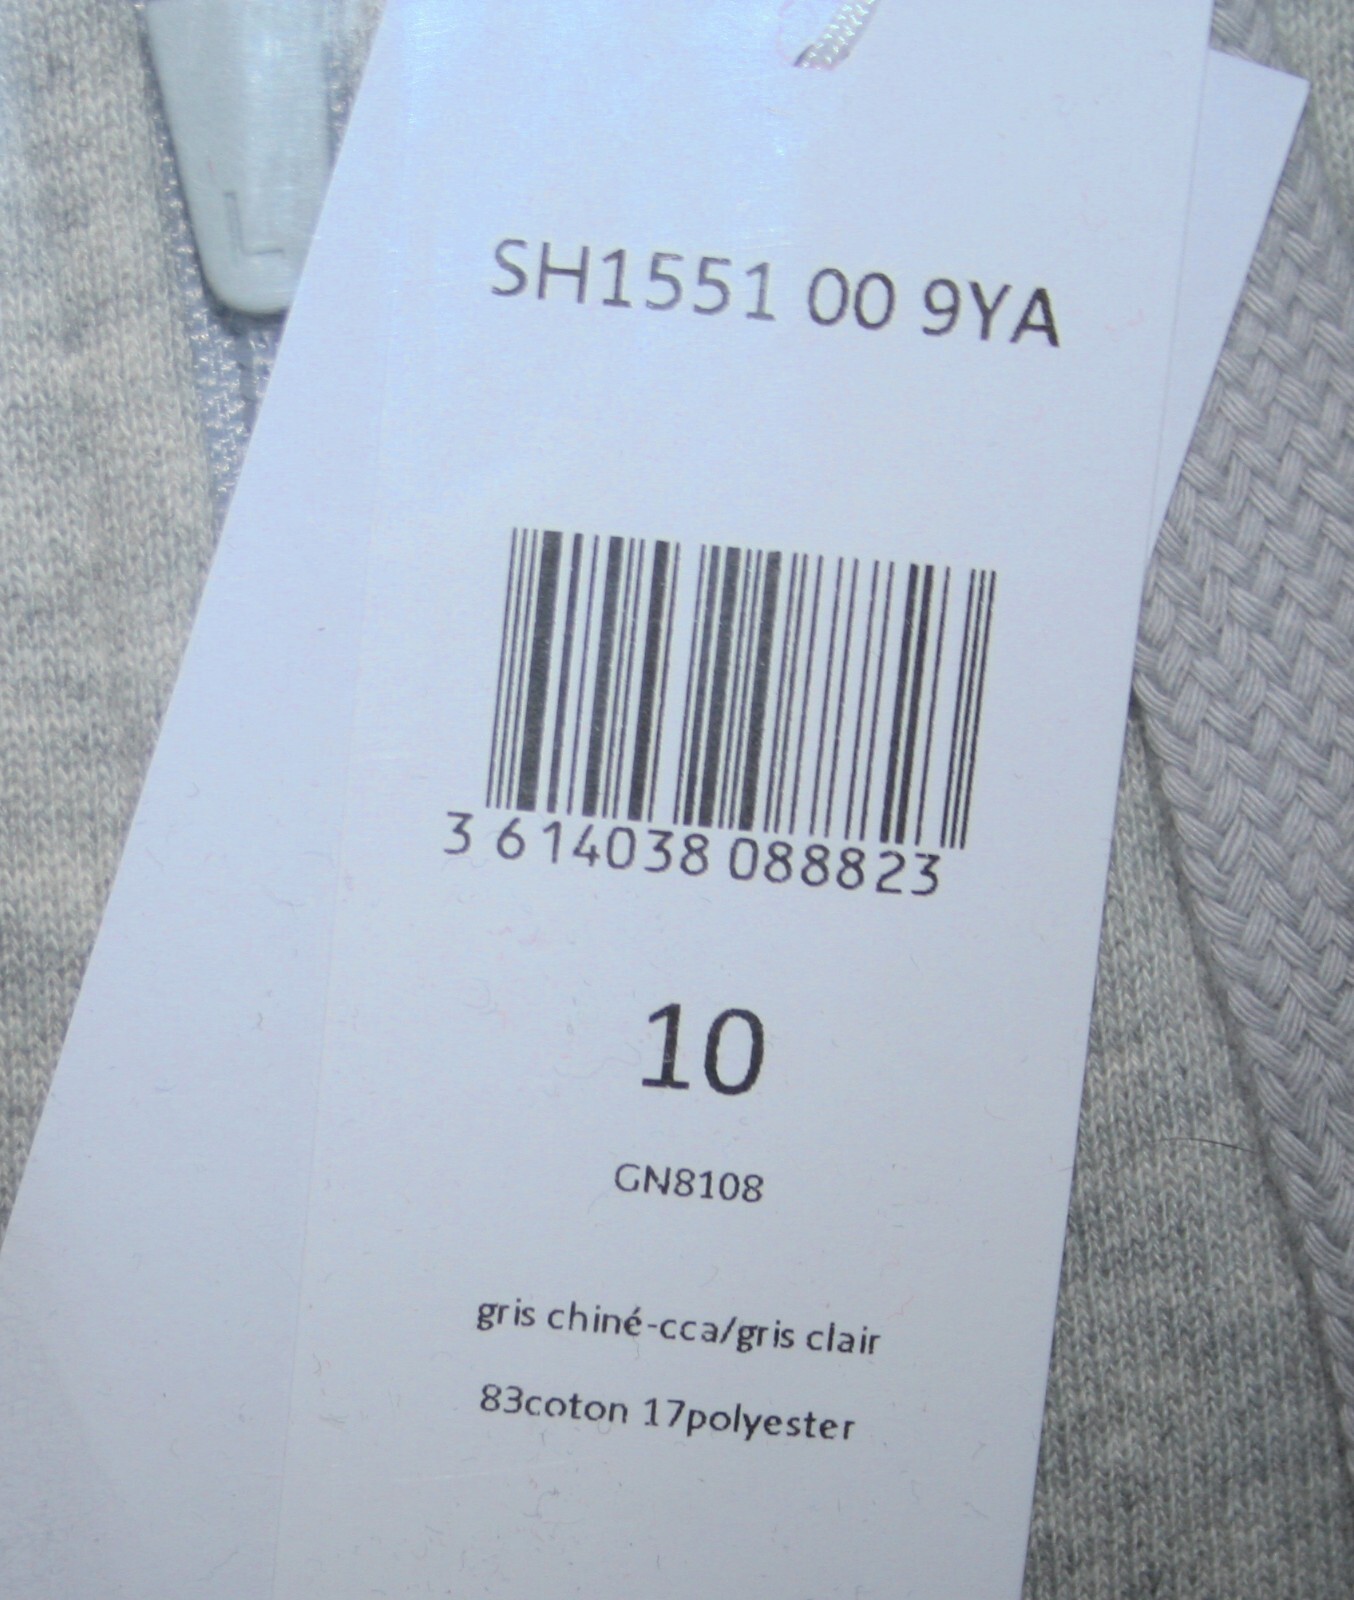 SH1551 00 9YA
3 614038 088823
10
GN8108
gris chiné-cca/gris clair
83coton 17polyester